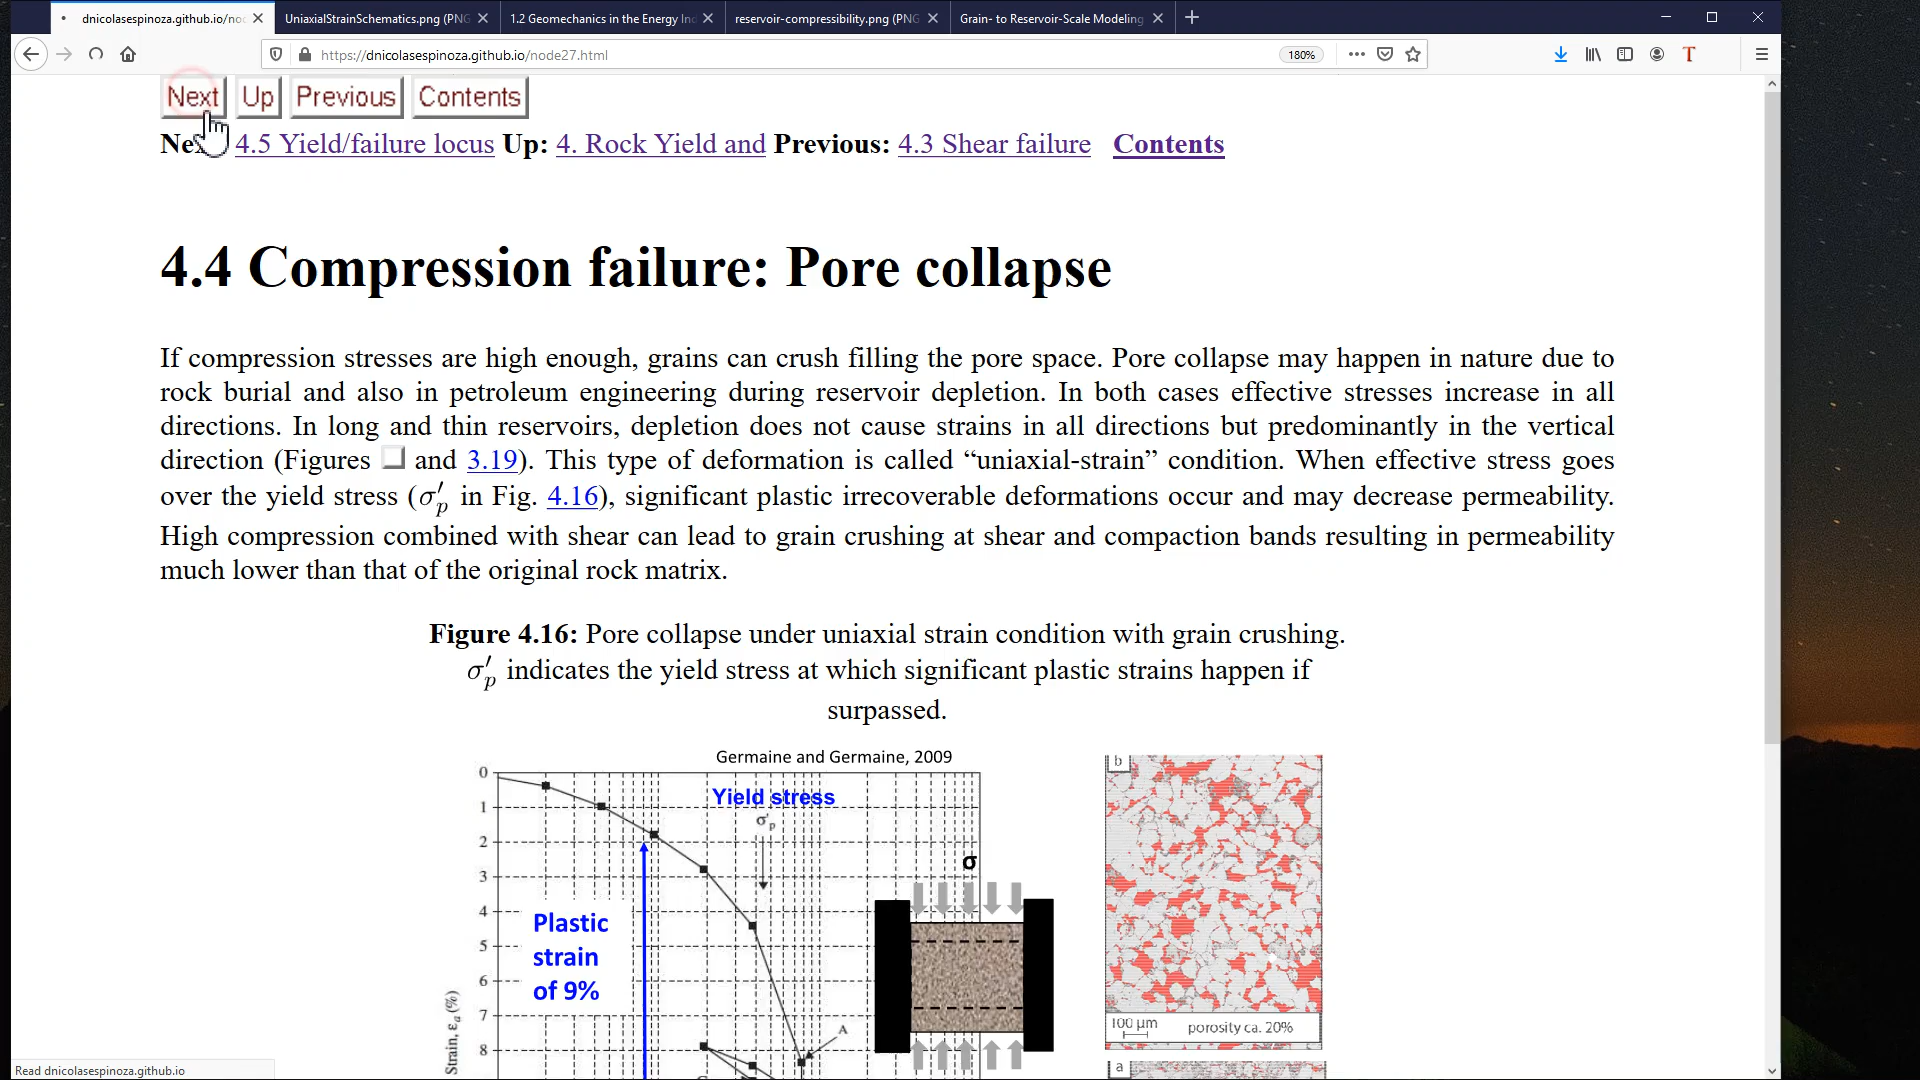 dnicolasespinoza.github.io/no
UniaxialStrainSchematics.png (PNG
1.2 Geomechanics in the Energy In
reservoir-compressibility.png (PNG
Grain- to Reservoir-Scale Modeling
https://dnicolasespinoza.github.io/node27.html
180%
Next Up Previous Contents
4.5 Yield/failure locus Up: 4. Rock Yield and Previous: 4.3 Shear failure Contents
4.4 Compression failure: Pore collapse
If compression stresses are high enough, grains can crush filling the pore space. Pore collapse may happen in nature due to
rock burial and also in petroleum engineering during reservoir depletion. In both cases effective stresses increase in all
directions. In long and thin reservoirs, depletion does not cause strains in all directions but predominantly in the vertical
direction (Figures and 3.19). This type of deformation is called “uniaxial-strain” condition. When effective stress goes
over the yield stress (σ′p in Fig. 4.16), significant plastic irrecoverable deformations occur and may decrease permeability.
High compression combined with shear can lead to grain crushing at shear and compaction bands resulting in permeability
much lower than that of the original rock matrix.
Figure 4.16: Pore collapse under uniaxial strain condition with grain crushing.
σ′p indicates the yield stress at which significant plastic strains happen if
surpassed.
Germaine and Germaine, 2009
0
1
2
3
4
5
6
7
8
Strain, εa (%)
Yield stress
σ′p
Plastic
strain
of 9%
A
σ
b
100 µm
porosity ca. 20%
a
Read dnicolasespinoza.github.io